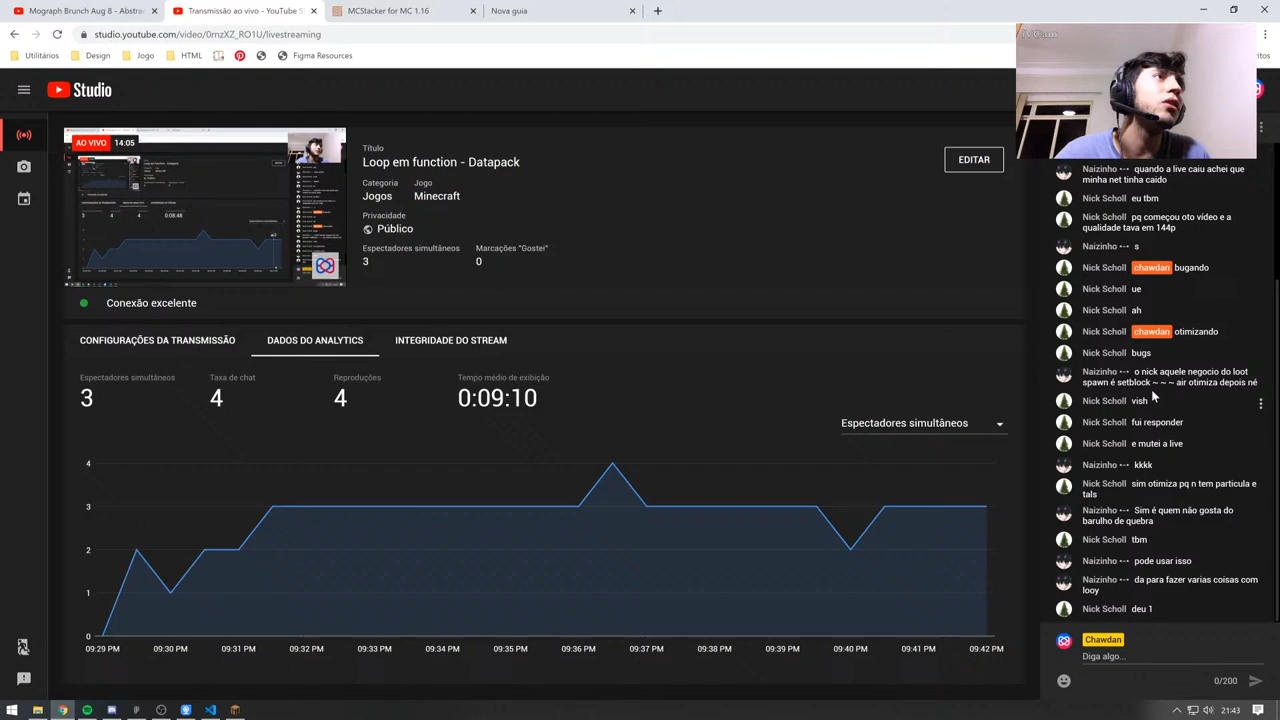 Mograph Brunch Aug 8 - Abstra
Transmissão ao vivo - YouTube S
MCStacker for MC 1.16
Nova guia
studio.youtube.com/video/0rnzXZ_RO1U/livestreaming
Utilitários
Design
Jogo
HTML
Figma Resources
itos
iVCam
Studio
AO VIVO
14:05
Título
Loop em function - Datapack
EDITAR
Categoria
Jogos
Jogo
Minecraft
Privacidade
Público
Espectadores simultâneos
3
Marcações "Gostei"
0
Conexão excelente
CONFIGURAÇÕES DA TRANSMISSÃO
DADOS DO ANALYTICS
INTEGRID
STREAM
Espectadores simultâneos
3
Taxa de chat
4
Reproduções
4
Tempo médio de exibição
0:09:10
Espectadores simultâneos
4
3
2
1
0
09:29 PM
09:30 PM
09:31 PM
09:32 PM
09:34 PM
09:35 PM
09:36 PM
09:37 PM
09:38 PM
09:39 PM
09:40 PM
09:41 PM
09:42 PM
Naizinho •-• quando a live caiu achei que
minha net tinha caido
Nick Scholl eu tbm
Nick Scholl pq começou oto vídeo e a
qualidade tava em 144p
Naizinho •-• s
Nick Scholl chawdan bugando
Nick Scholl ue
Nick Scholl ah
Nick Scholl chawdan otimizando
Nick Scholl bugs
Naizinho •-• o nick aquele negocio do loot
spawn é setblock ~ ~ ~ air otimiza depois né
Nick Scholl vish
Nick Scholl fui responder
Nick Scholl e mutei a live
Naizinho •-• kkkk
Nick Scholl sim otimiza pq n tem particula e
tals
Naizinho •-• Sim é quem não gosta do
barulho de quebra
Nick Scholl tbm
Naizinho •-• pode usar isso
Naizinho •-• da para fazer varias coisas com
looy
Nick Scholl deu 1
Chawdan
Diga algo...
0/200
21:43